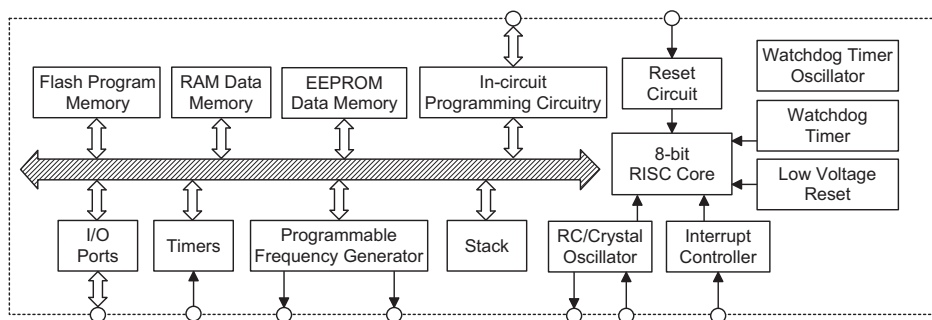 Flash Program
Memory
RAM Data
Memory
EEPROM
Data Memory
In-circuit
Programming Circuitry
Reset
Circuit
Watchdog Timer
Oscillator
Watchdog
Timer
8-bit
RISC Core
Low Voltage
Reset
I/O
Ports
Timers
Programmable
Frequency Generator
Stack
RC/Crystal
Oscillator
Interrupt
Controller